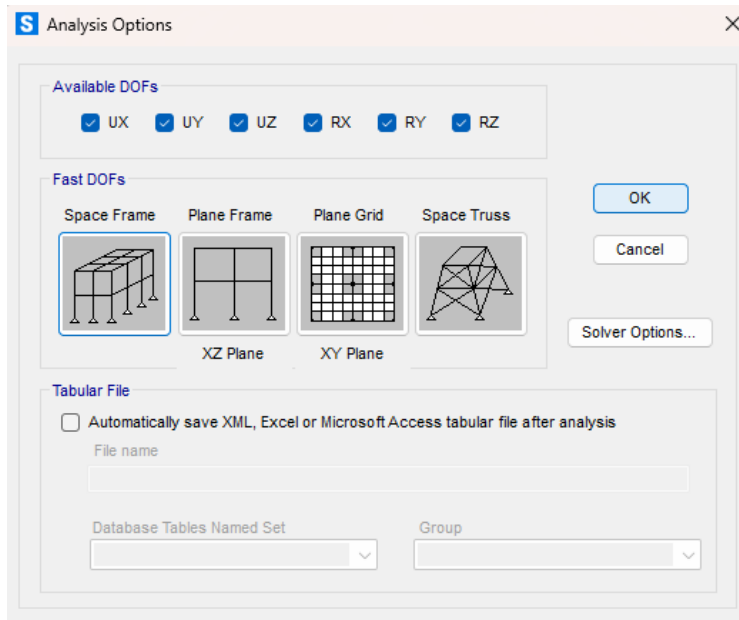 S Analysis Options
Available DOFs
UX UY UZ RX RY RZ
Fast DOFs
Space Frame Plane Frame Plane Grid Space Truss
OK
Cancel
XZ Plane XY Plane
Solver Options...
Tabular File
Automatically save XML, Excel or Microsoft Access tabular file after analysis
File name
Database Tables Named Set Group